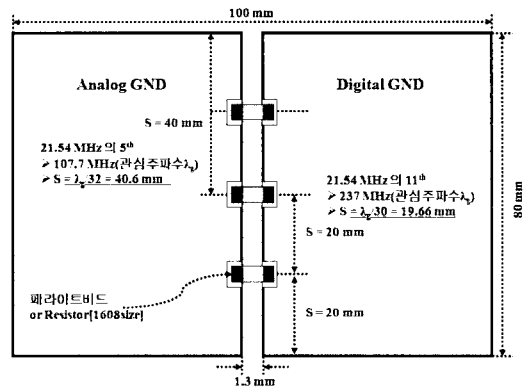 100 mm
Analog GND
Digital GND
S = 40 mm
21.54 MHz 의 5th
➢ 107.7 MHz(관심주파수λg)
➢ S = λg/32 = 40.6 mm
21.54 MHz 의 11th
➢ 237 MHz(관심주파수λg)
➢ S = λg/30 = 19.66 mm
80 mm
S = 20 mm
페라이트비드
or Resistor[1608size]
S = 20 mm
1.3 mm